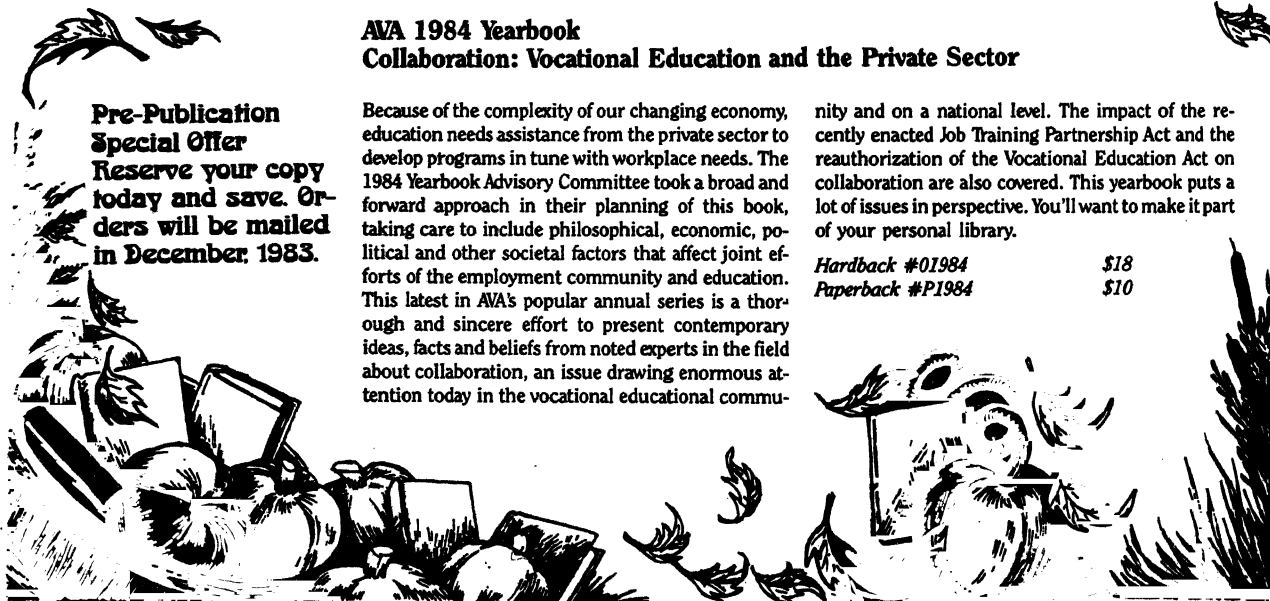 AVA 1984 Yearbook
Collaboration: Vocational Education and the Private Sector
Pre-Publication
Special Offer
Reserve your copy
today and save. Or-
ders will be mailed
in December, 1983.
Because of the complexity of our changing economy,
education needs assistance from the private sector to
develop programs in tune with workplace needs. The
1984 Yearbook Advisory Committee took a broad and
forward approach in their planning of this book,
taking care to include philosophical, economic, po-
litical and other societal factors that affect joint ef-
forts of the employment community and education.
This latest in AVA's popular annual series is a thor-
ough and sincere effort to present contemporary
ideas, facts and beliefs from noted experts in the field
about collaboration, an issue drawing enormous at-
tention today in the vocational educational commu-
nity and on a national level. The impact of the re-
cently enacted Job Training Partnership Act and the
reauthorization of the Vocational Education Act on
collaboration are also covered. This yearbook puts a
lot of issues in perspective. You'll want to make it part
of your personal library.
Hardback #01984 $18
Paperback #P1984 $10